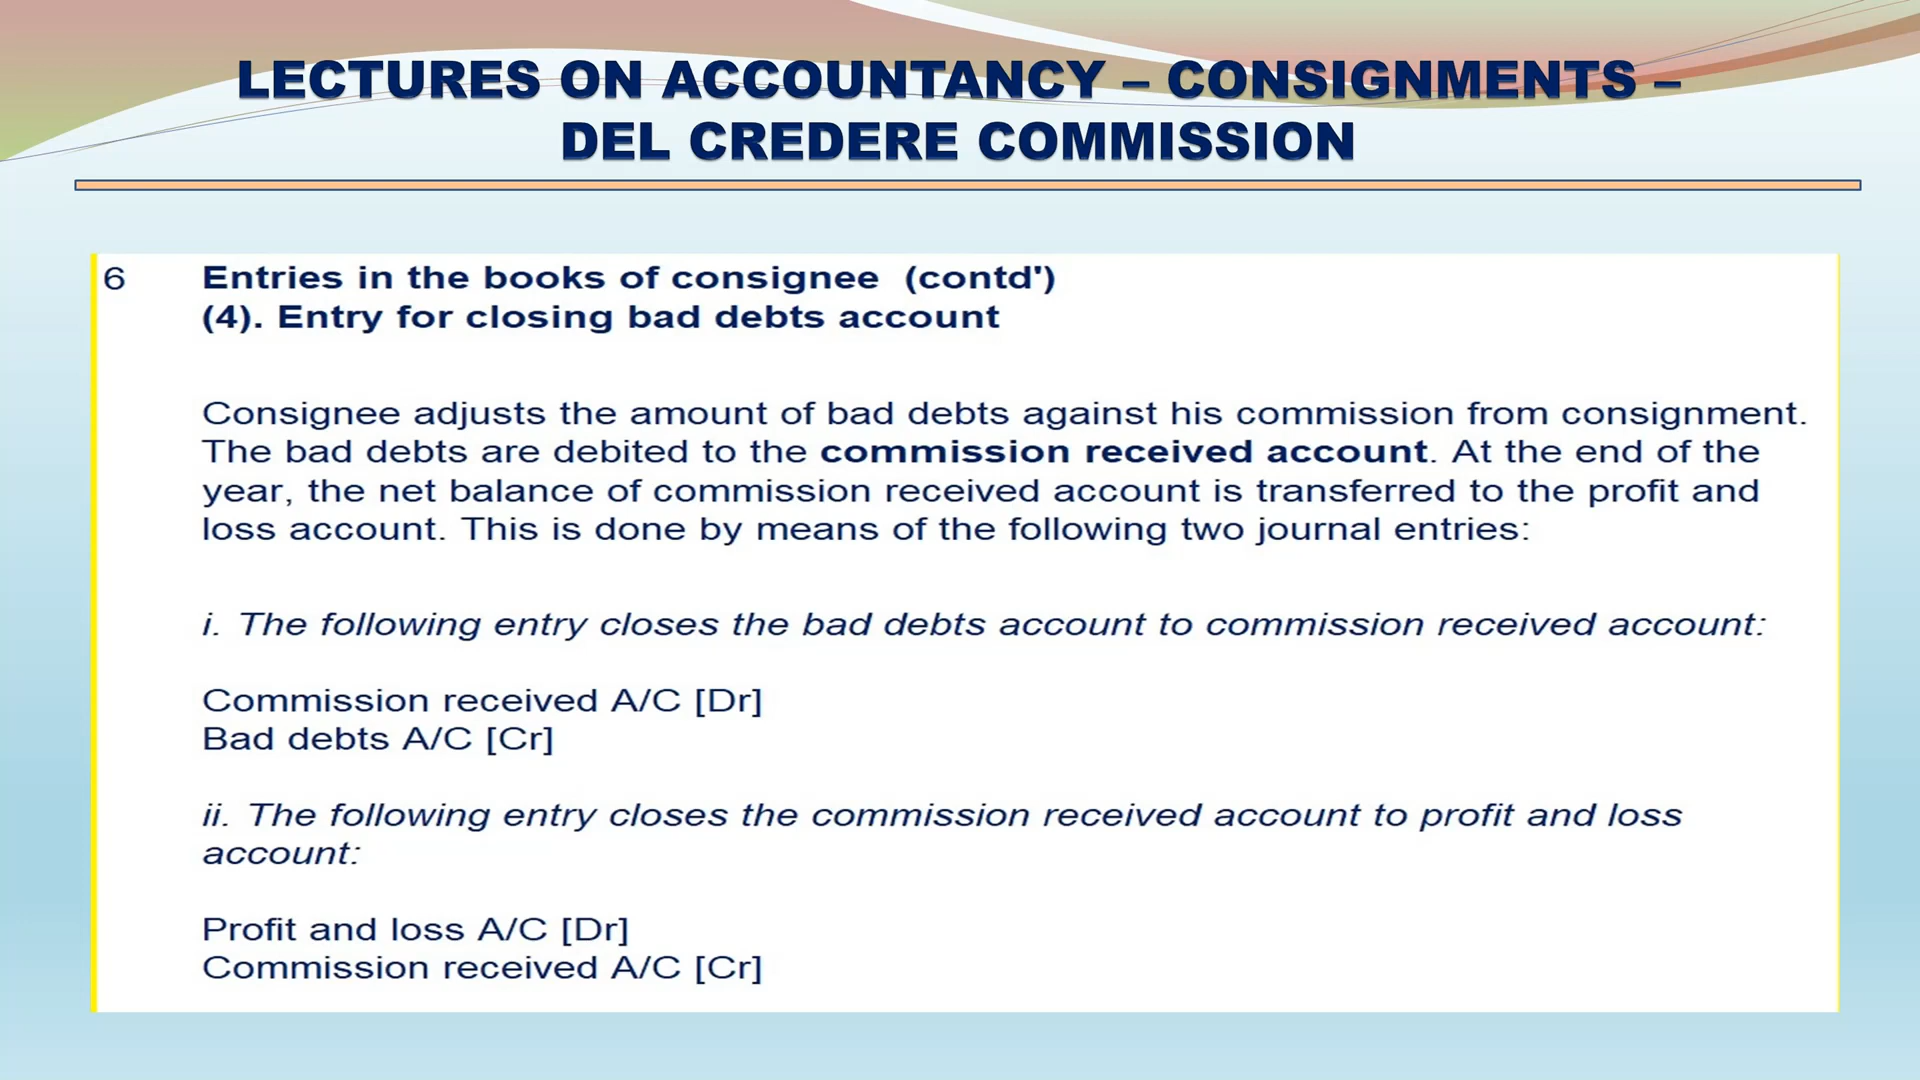 LECTURES ON ACCOUNTANCY – CONSIGNMENTS –
DEL CREDERE COMMISSION
6 Entries in the books of consignee (contd')
(4). Entry for closing bad debts account
Consignee adjusts the amount of bad debts against his commission from consignment.
The bad debts are debited to the commission received account. At the end of the
year, the net balance of commission received account is transferred to the profit and
loss account. This is done by means of the following two journal entries:
i. The following entry closes the bad debts account to commission received account:
Commission received A/C [Dr]
Bad debts A/C [Cr]
ii. The following entry closes the commission received account to profit and loss
account:
Profit and loss A/C [Dr]
Commission received A/C [Cr]